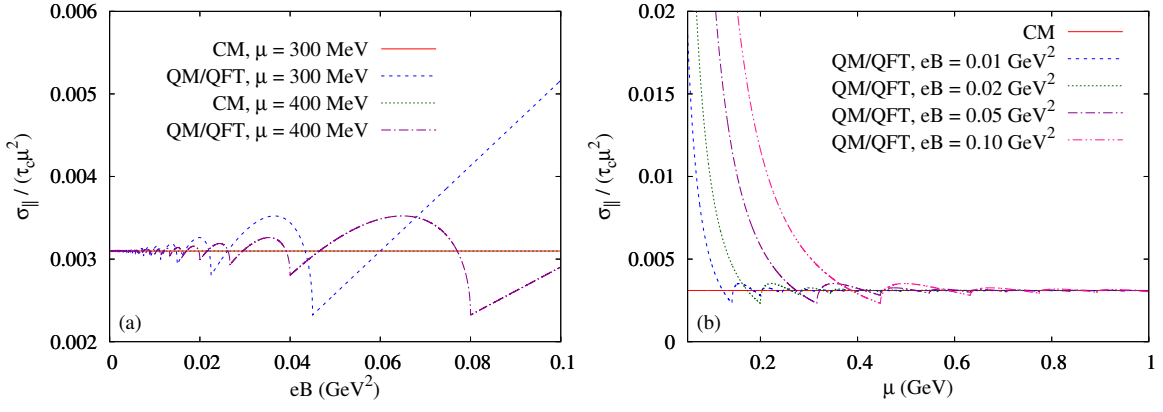 0.006
0.005
0.004
0.003
0.002
σ∥ / (τcμ²)
CM, μ = 300 MeV
QM/QFT, μ = 300 MeV
CM, μ = 400 MeV
QM/QFT, μ = 400 MeV
(a)
0 0.02 0.04 0.06 0.08 0.1
eB (GeV²)
0.02
0.015
0.01
0.005
0
σ∥ / (τcμ²)
CM
QM/QFT, eB = 0.01 GeV²
QM/QFT, eB = 0.02 GeV²
QM/QFT, eB = 0.05 GeV²
QM/QFT, eB = 0.10 GeV²
(b)
0.2 0.4 0.6 0.8 1
μ (GeV)